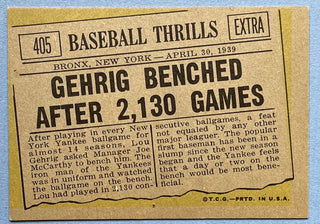 405
BASEBALL THRILLS
EXTRA
BRONX, NEW YORK—APRIL 30, 1939
GEHRIG BENCHED
AFTER 2,130 GAMES
After playing in every New
York Yankee ballgame for
almost 14 seasons, Lou
Gehrig asked Manager Joe
McCarthy to bench him. The
iron man of the Yankees
was in uniform and watched
the ballgame on the bench.
Lou had played in 2,130 con-
secutive ballgames, a feat
not equalled by any other
major leaguer. The popular
first baseman has been in a
slump since the new season
began and the Yankee feels
that a day or two on the
bench would be most bene-
ficial.
©T.C.G.—PRTD. IN U.S.A.